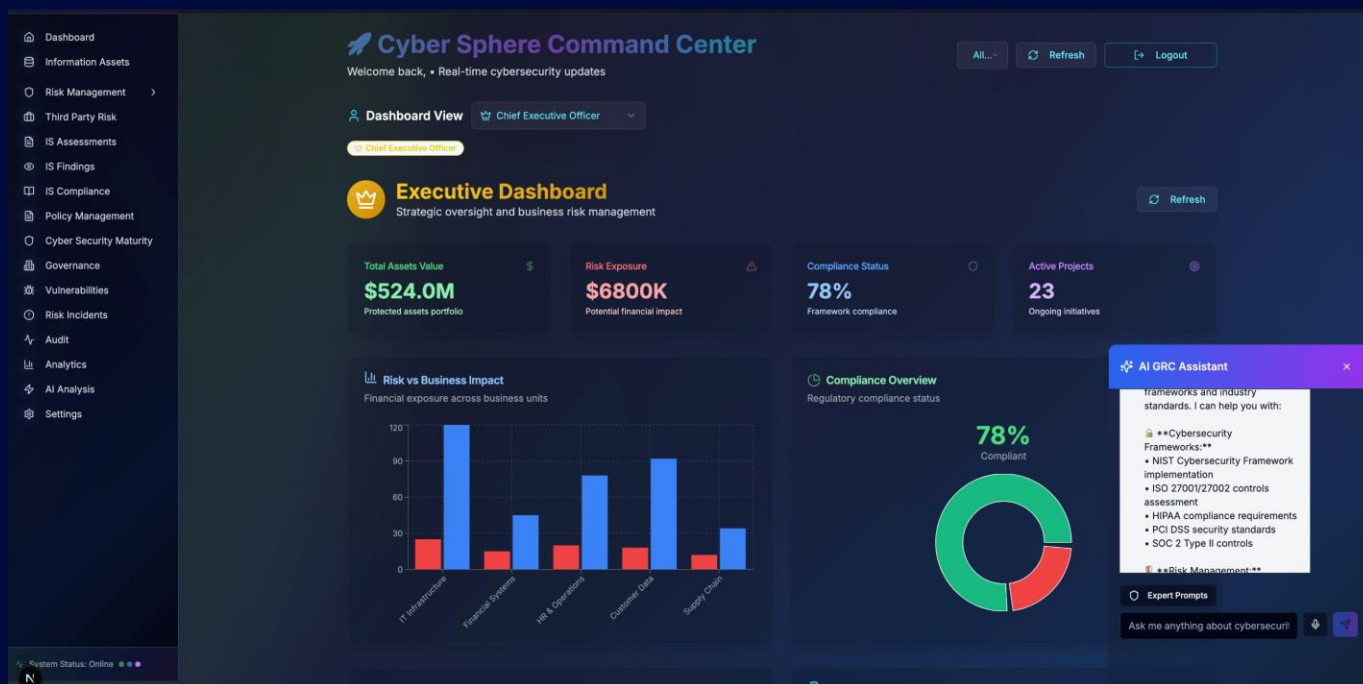 Dashboard
Information Assets
Risk Management
Third Party Risk
IS Assessments
IS Findings
IS Compliance
Policy Management
Cyber Security Maturity
Governance
Vulnerabilities
Risk Incidents
Audit
Analytics
AI Analysis
Settings
System Status: Online
N
Cyber Sphere Command Center
Welcome back, • Real-time cybersecurity updates
All...
Refresh
Logout
Dashboard View
Chief Executive Officer
Chief Executive Officer
Executive Dashboard
Strategic oversight and business risk management
Refresh
Total Assets Value
$
$524.0M
Protected assets portfolio
Risk Exposure
$6800K
Potential financial impact
Compliance Status
78%
Framework compliance
Active Projects
23
Ongoing initiatives
Risk vs Business Impact
Financial exposure across business units
120
90
60
30
0
IT Infrastructure
Financial Systems
HR & Operations
Customer Data
Supply Chain
Compliance Overview
Regulatory compliance status
78%
Compliant
AI GRC Assistant
frameworks and industry
standards. I can help you with:
🔒 **Cybersecurity
Frameworks:**
• NIST Cybersecurity Framework
implementation
• ISO 27001/27002 controls
assessment
• HIPAA compliance requirements
• PCI DSS security standards
• SOC 2 Type II controls
**Risk Management:**
Expert Prompts
Ask me anything about cybersecurit